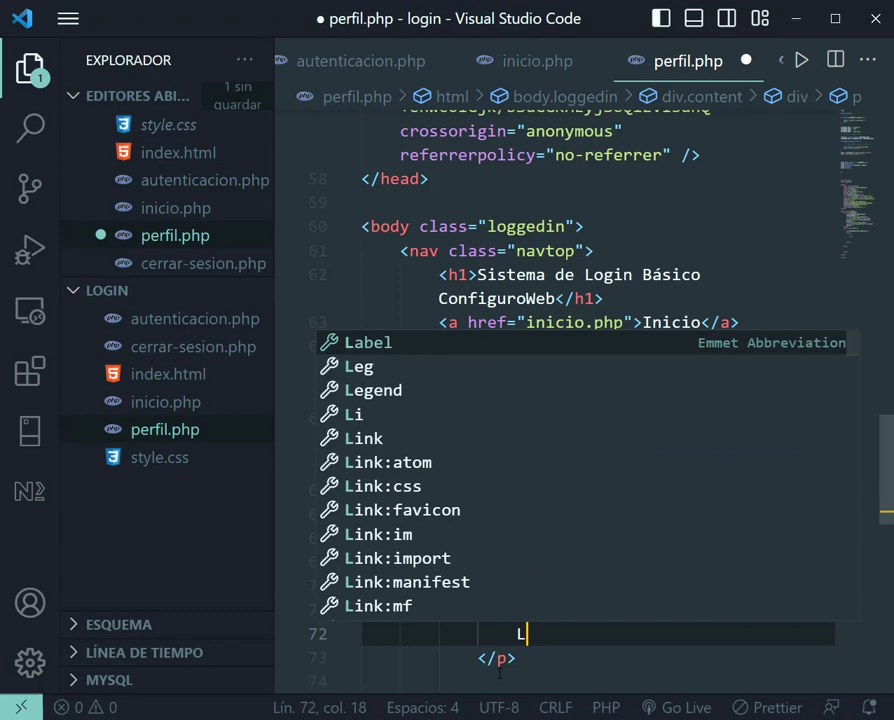 ● perfil.php - login - Visual Studio Code
EXPLORADOR
autenticacion.php
inicio.php
perfil.php
EDITORES ABI...
1 sin
guardar
perfil.php > html > body.loggedin > div.content > div > p
style.css
index.html
autenticacion.php
inicio.php
perfil.php
cerrar-sesion.php
LOGIN
autenticacion.php
cerrar-sesion.php
index.html
inicio.php
perfil.php
style.css
ESQUEMA
LÍNEA DE TIEMPO
MYSQL
crossorigin="anonymous"
referrerpolicy="no-referrer" />
58 </head>
59
60 <body class="loggedin">
61 <nav class="navtop">
62 <h1>Sistema de Login Básico
ConfiguroWeb</h1>
63 <a href="inicio.php">Inicio</a>
Label Emmet Abbreviation
Leg
Legend
Li
Link
Link:atom
Link:css
Link:favicon
Link:im
Link:import
Link:manifest
Link:mf
72 L
73 </p>
74
0 0 Lín. 72, col. 18 Espacios: 4 UTF-8 CRLF PHP Go Live Prettier